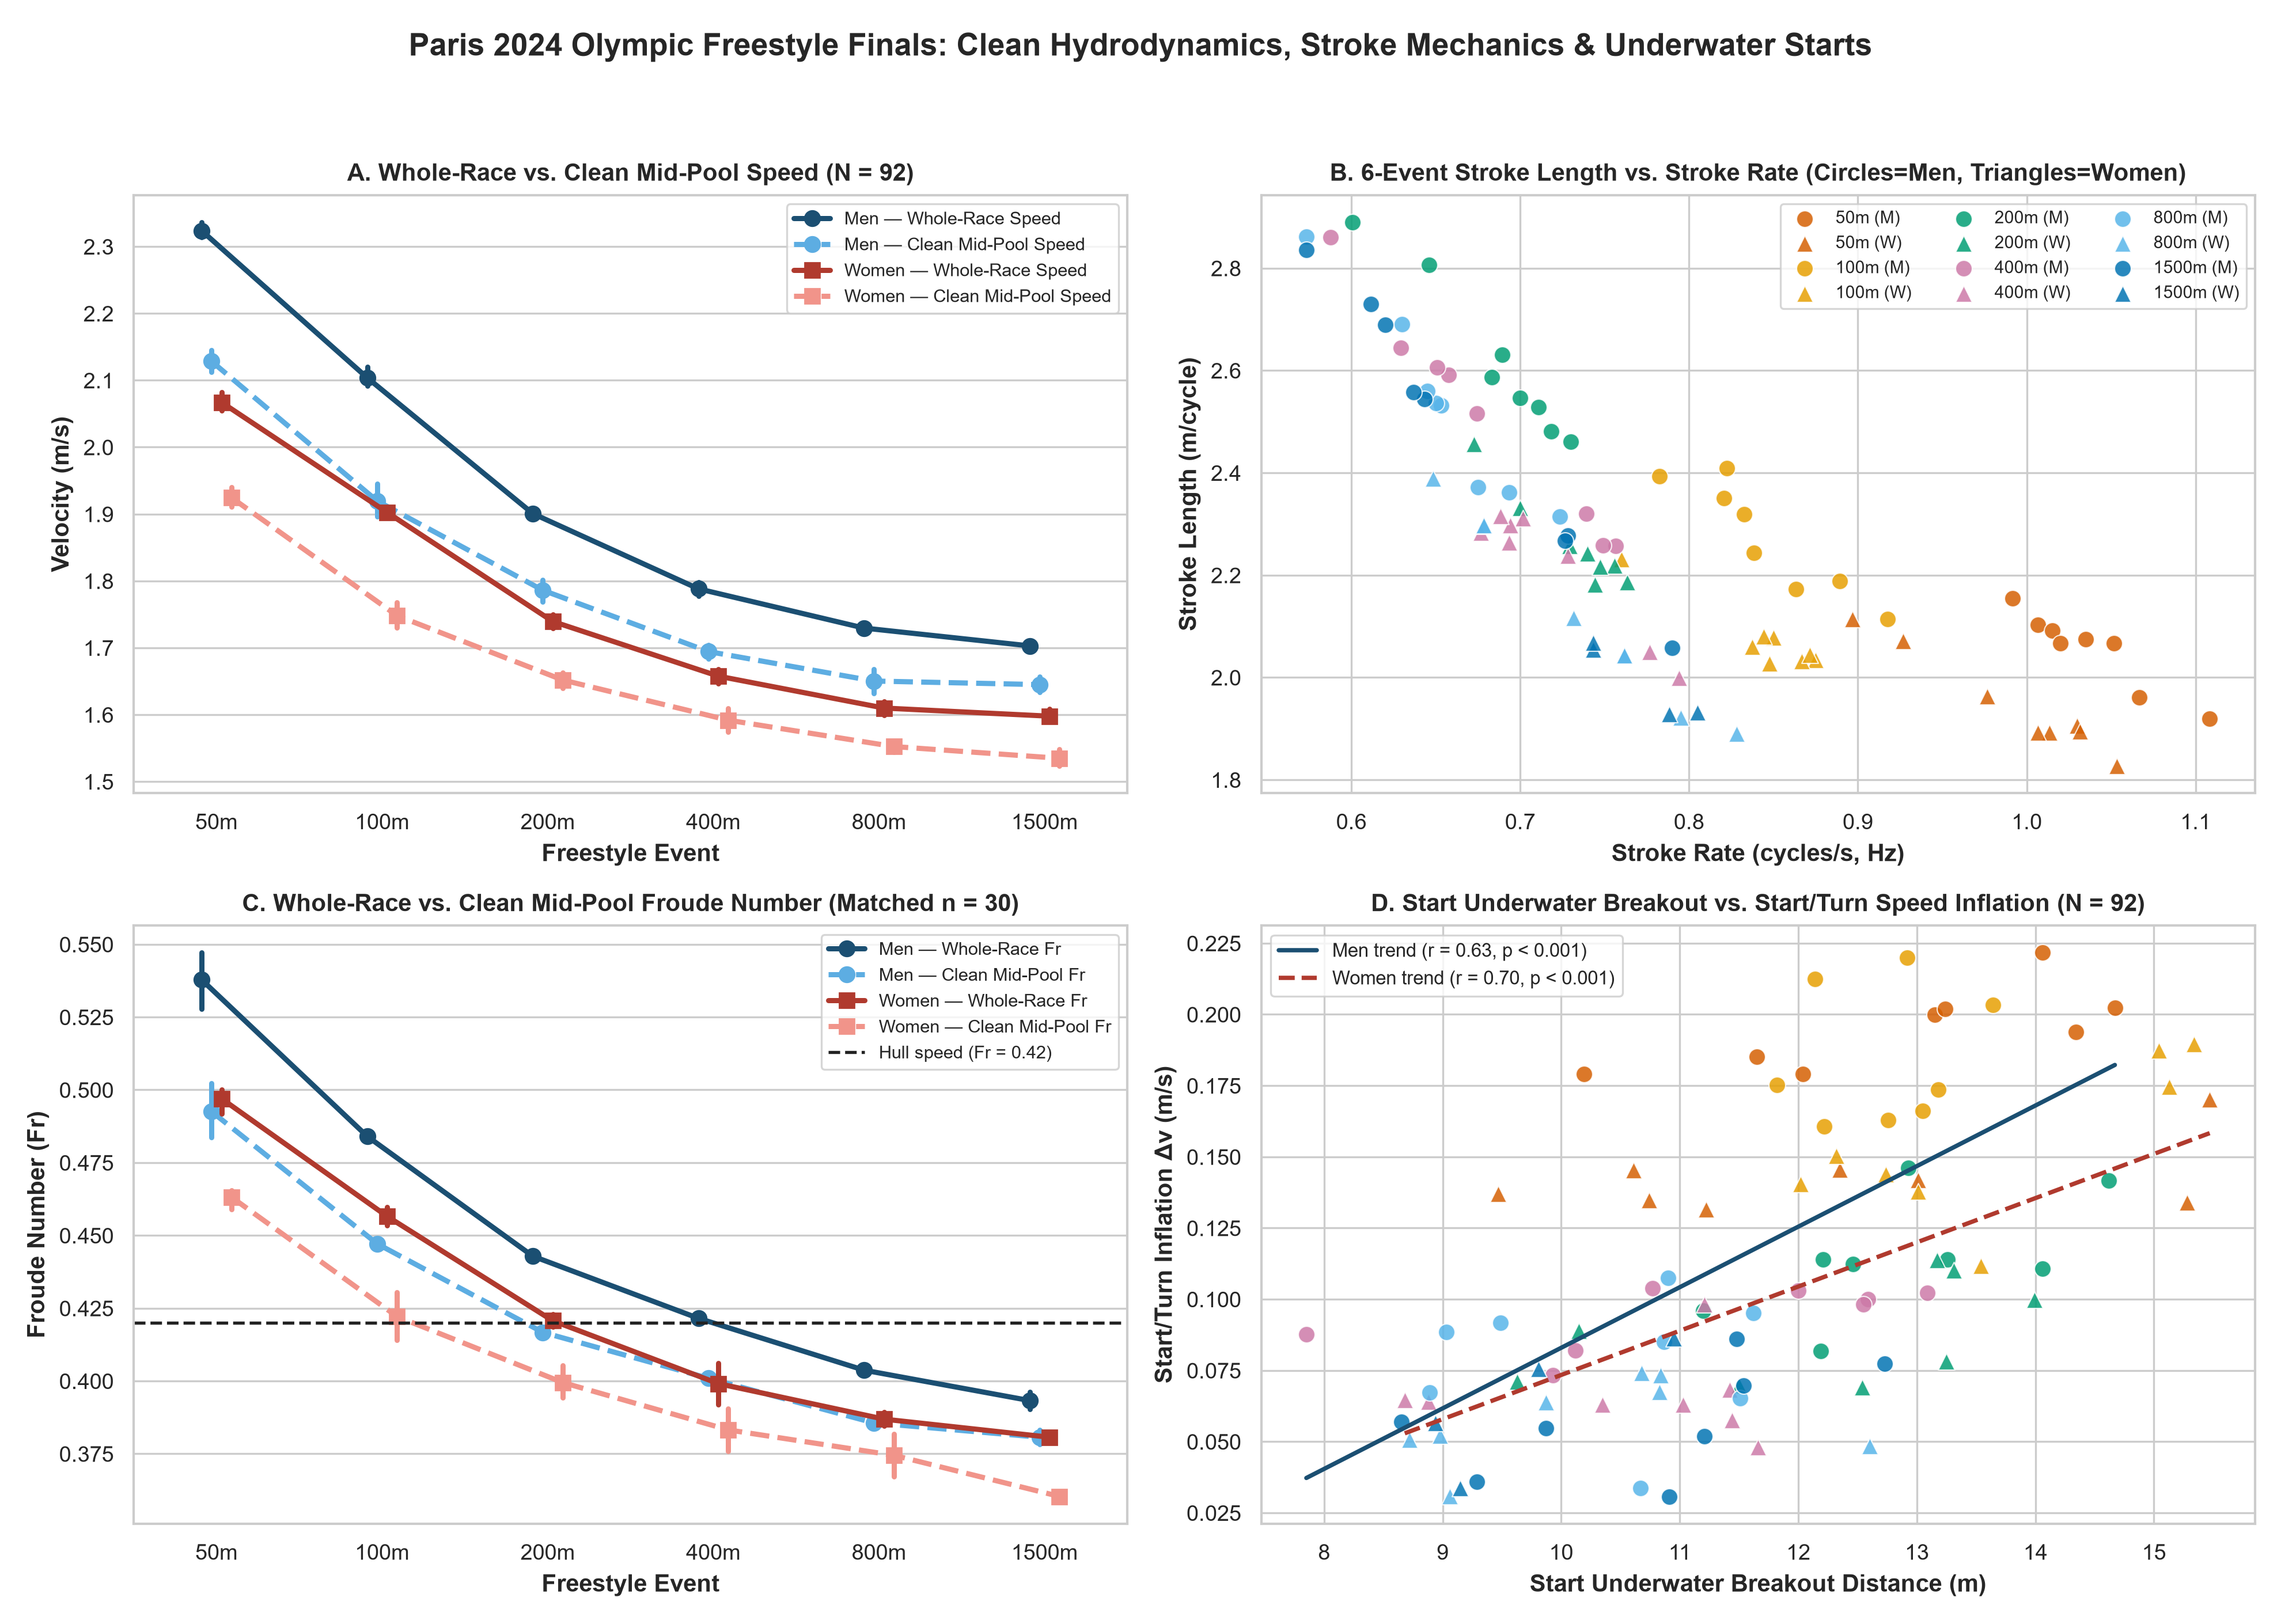 Paris 2024 Olympic Freestyle Finals: Clean Hydrodynamics, Stroke Mechanics & Underwater Starts
A. Whole-Race vs. Clean Mid-Pool Speed (N = 92)
Men — Whole-Race Speed
Men — Clean Mid-Pool Speed
Women — Whole-Race Speed
Women — Clean Mid-Pool Speed
Velocity (m/s)
2.3
2.2
2.1
2.0
1.9
1.8
1.7
1.6
1.5
50m 100m 200m 400m 800m 1500m
Freestyle Event
B. 6-Event Stroke Length vs. Stroke Rate (Circles=Men, Triangles=Women)
50m (M) 200m (M) 800m (M)
50m (W) 200m (W) 800m (W)
100m (M) 400m (M) 1500m (M)
100m (W) 400m (W) 1500m (W)
Stroke Length (m/cycle)
2.8
2.6
2.4
2.2
2.0
1.8
0.6 0.7 0.8 0.9 1.0 1.1
Stroke Rate (cycles/s, Hz)
C. Whole-Race vs. Clean Mid-Pool Froude Number (Matched n = 30)
Men — Whole-Race Fr
Men — Clean Mid-Pool Fr
Women — Whole-Race Fr
Women — Clean Mid-Pool Fr
Hull speed (Fr = 0.42)
Froude Number (Fr)
0.550
0.525
0.500
0.475
0.450
0.425
0.400
0.375
50m 100m 200m 400m 800m 1500m
Freestyle Event
D. Start Underwater Breakout vs. Start/Turn Speed Inflation (N = 92)
Men trend (r = 0.63, p < 0.001)
Women trend (r = 0.70, p < 0.001)
Start/Turn Inflation Δv (m/s)
0.225
0.200
0.175
0.150
0.125
0.100
0.075
0.050
0.025
8 9 10 11 12 13 14 15
Start Underwater Breakout Distance (m)